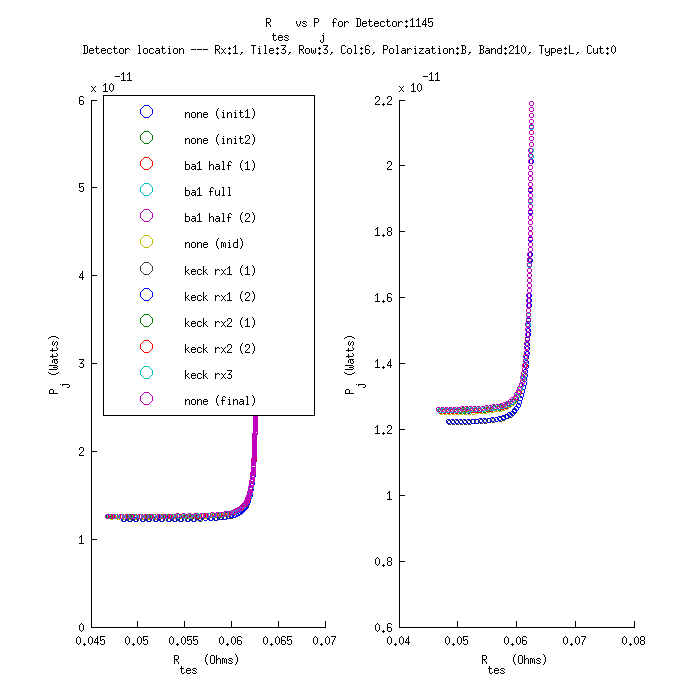 R    vs P  for Detector:1145
tes     j
Detector location --- Rx:1, Tile:3, Row:3, Col:6, Polarization:B, Band:210, Type:L, Cut:0
x 10^-11
6
5
4
3
2
1
0
0.045 0.05 0.055 0.06 0.065 0.07
P_j (Watts)
R_tes (Ohms)
none (init1)
none (init2)
ba1 half (1)
ba1 full
ba1 half (2)
none (mid)
keck rx1 (1)
keck rx1 (2)
keck rx2 (1)
keck rx2 (2)
keck rx3
none (final)
x 10^-11
2.2
2
1.8
1.6
1.4
1.2
1
0.8
0.6
0.04 0.05 0.06 0.07 0.08
P_j (Watts)
R_tes (Ohms)